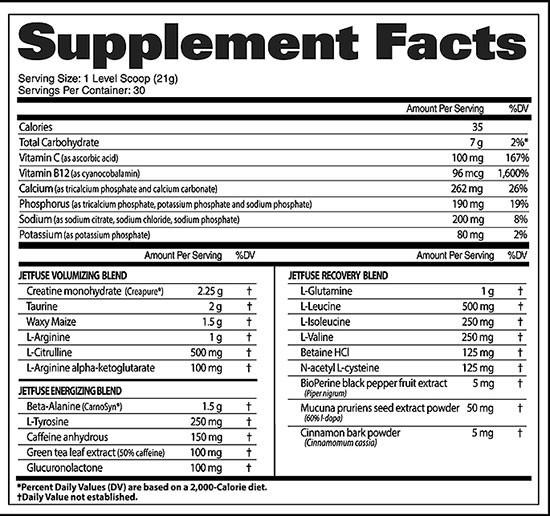 Supplement Facts
Serving Size: 1 Level Scoop (21g)
Servings Per Container: 30
Amount Per Serving %DV
Calories 35
Total Carbohydrate 7 g 2%*
Vitamin C (as ascorbic acid) 100 mg 167%
Vitamin B12 (as cyanocobalamin) 96 mcg 1,600%
Calcium (as tricalcium phosphate and calcium carbonate) 262 mg 26%
Phosphorus (as tricalcium phosphate, potassium phosphate and sodium phosphate) 190 mg 19%
Sodium (as sodium citrate, sodium chloride, sodium phosphate) 200 mg 8%
Potassium (as potassium phosphate) 80 mg 2%
Amount Per Serving %DV
JETFUSE VOLUMIZING BLEND
Creatine monohydrate (Creapure®) 2.25 g †
Taurine 2 g †
Waxy Maize 1.5 g †
L-Arginine 1 g †
L-Citrulline 500 mg †
L-Arginine alpha-ketoglutarate 100 mg †
JETFUSE ENERGIZING BLEND
Beta-Alanine (CarnoSyn®) 1.5 g †
L-Tyrosine 250 mg †
Caffeine anhydrous 150 mg †
Green tea leaf extract (50% caffeine) 100 mg †
Glucuronolactone 100 mg †
Amount Per Serving %DV
JETFUSE RECOVERY BLEND
L-Glutamine 1 g †
L-Leucine 500 mg †
L-Isoleucine 250 mg †
L-Valine 250 mg †
Betaine HCl 125 mg †
N-acetyl L-cysteine 125 mg †
BioPerine black pepper fruit extract 5 mg †
(Piper nigrum)
Mucuna pruriens seed extract powder 50 mg †
(60% l-dopa)
Cinnamon bark powder 5 mg †
(Cinnamomum cassia)
*Percent Daily Values (DV) are based on a 2,000-Calorie diet.
†Daily Value not established.